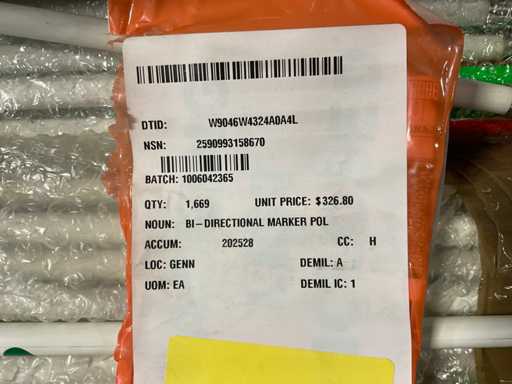 DTID: W9046W4324A0A4L
NSN: 2590993158670
BATCH: 1006042365
QTY: 1,669 UNIT PRICE: $326.80
NOUN: BI-DIRECTIONAL MARKER POL
ACCUM: 202528 CC: H
LOC: GENN DEMIL: A
UOM: EA DEMIL IC: 1